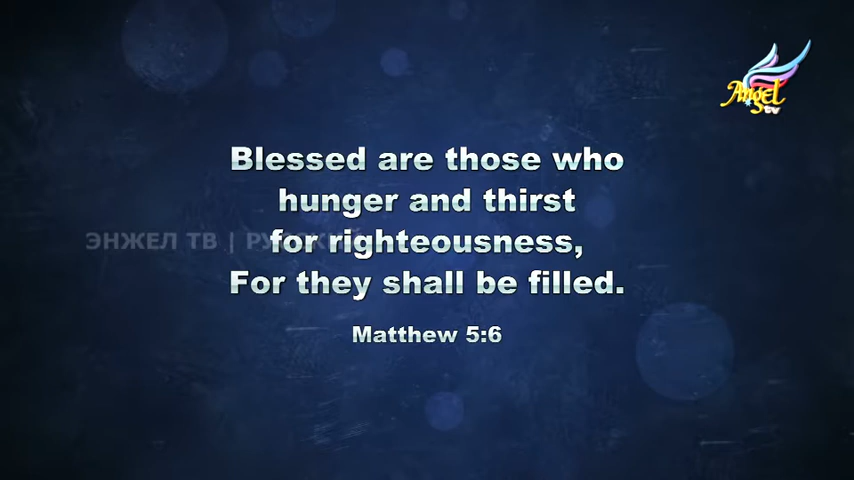 Angel
tv
Blessed are those who
hunger and thirst
ЭНЖЕЛ ТВ | РУССКИЙ
for righteousness,
For they shall be filled.
Matthew 5:6